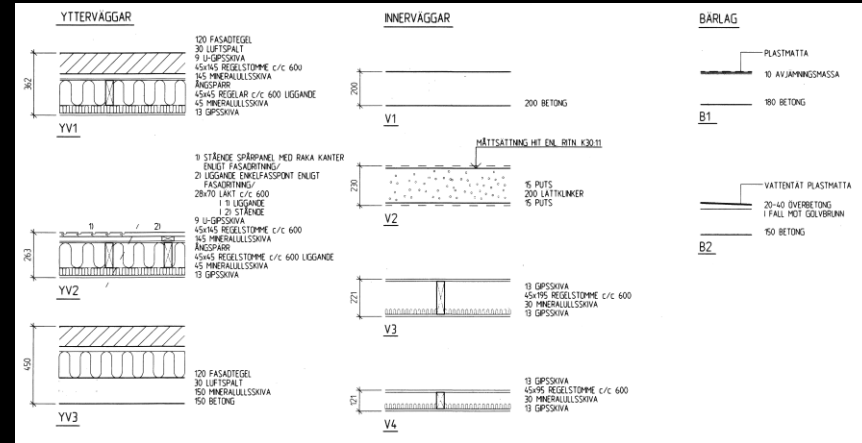 YTTERVÄGGAR
120 FASADTEGEL
30 LUFTSPALT
9 U-GIPSSKIVA
45x145 REGELSTOMME c/c 600
145 MINERALULLSSKIVA
ÅNGSPÄRR
45x45 REGELAR c/c 600 LIGGANDE
45 MINERALULLSSKIVA
13 GIPSSKIVA
362
YV1
1) STÅENDE SPÅRPANEL MED RAKA KANTER
ENLIGT FASADRITNING/
2) LIGGANDE ENKELFASSPONT ENLIGT
FASADRITNING/
28x70 LÄKT c/c 600
I 1) LIGGANDE
I 2) STÅENDE
9 U-GIPSSKIVA
45x145 REGELSTOMME c/c 600
145 MINERALULLSSKIVA
ÅNGSPÄRR
45x45 REGELSTOMME c/c 600 LIGGANDE
45 MINERALULLSSKIVA
13 GIPSSKIVA
1) 2)
263
YV2
450
120 FASADTEGEL
30 LUFTSPALT
150 MINERALULLSSKIVA
150 BETONG
YV3
INNERVÄGGAR
200
200 BETONG
V1
MÅTTSÄTTNING HIT ENL RITN K30:11
230
15 PUTS
200 LÄTTKLINKER
15 PUTS
V2
221
13 GIPSSKIVA
45x195 REGELSTOMME c/c 600
30 MINERALULLSSKIVA
13 GIPSSKIVA
V3
121
13 GIPSSKIVA
45x95 REGELSTOMME c/c 600
30 MINERALULLSSKIVA
13 GIPSSKIVA
V4
BÄRLAG
PLASTMATTA
10 AVJÄMNINGSMASSA
180 BETONG
B1
VATTENTÄT PLASTMATTA
20-40 ÖVERBETONG
I FALL MOT GOLVBRUNN
150 BETONG
B2